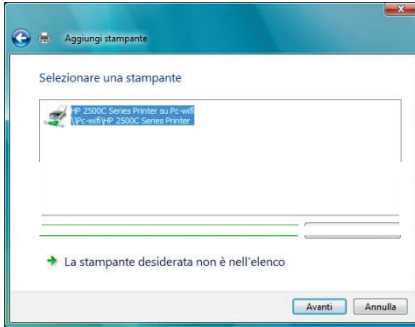 Aggiungi stampante
Selezionare una stampante
HP 2500C Series Printer su Pc-wifi
\\Pc-wifi\HP 2500C Series Printer
La stampante desiderata non è nell'elenco
Avanti
Annulla